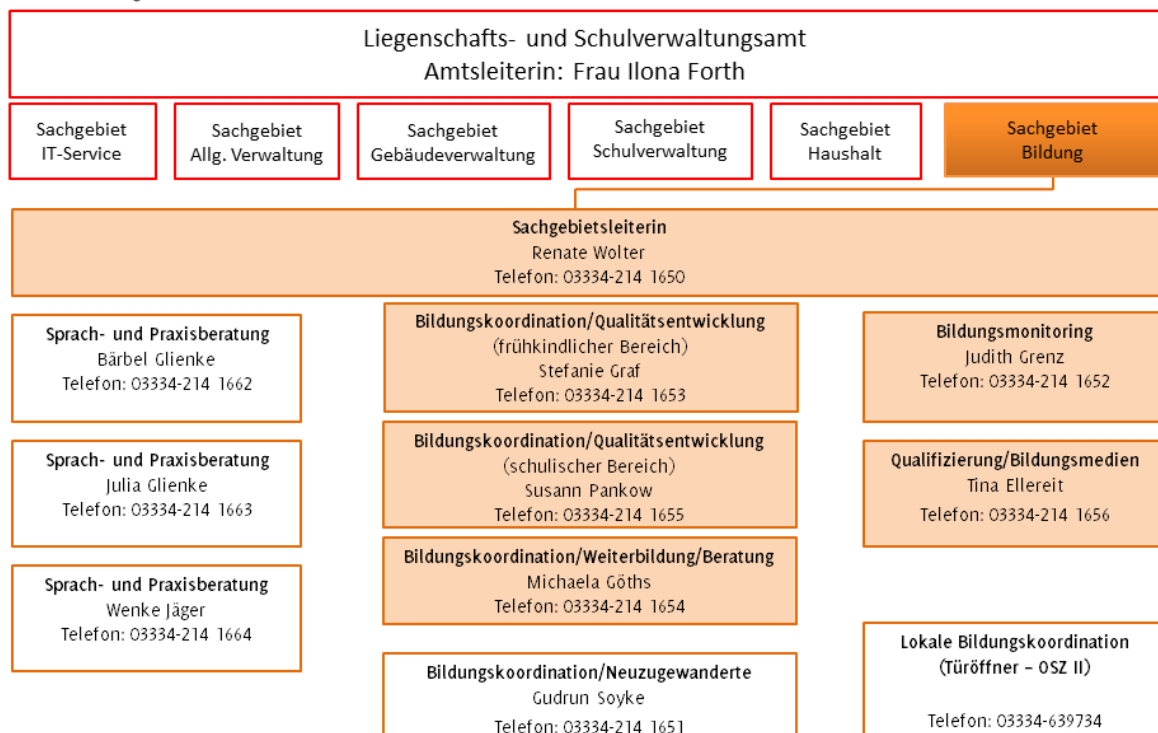 Liegenschafts- und Schulverwaltungsamt
Amtsleiterin: Frau Ilona Forth
Sachgebiet
IT-Service
Sachgebiet
Allg. Verwaltung
Sachgebiet
Gebäudeverwaltung
Sachgebiet
Schulverwaltung
Sachgebiet
Haushalt
Sachgebiet
Bildung
Sachgebietsleiterin
Renate Wolter
Telefon: 03334-214 1650
Sprach- und Praxisberatung
Bärbel Glienke
Telefon: 03334-214 1662
Sprach- und Praxisberatung
Julia Glienke
Telefon: 03334-214 1663
Sprach- und Praxisberatung
Wenke Jäger
Telefon: 03334-214 1664
Bildungskoordination/Qualitätsentwicklung
(frühkindlicher Bereich)
Stefanie Graf
Telefon: 03334-214 1653
Bildungskoordination/Qualitätsentwicklung
(schulischer Bereich)
Susann Pankow
Telefon: 03334-214 1655
Bildungskoordination/Weiterbildung/Beratung
Michaela Göths
Telefon: 03334-214 1654
Bildungskoordination/Neuzugewanderte
Gudrun Soyke
Telefon: 03334-214 1651
Bildungsmonitoring
Judith Grenz
Telefon: 03334-214 1652
Qualifizierung/Bildungsmedien
Tina Ellereit
Telefon: 03334-214 1656
Lokale Bildungskoordination
(Türöffner – OSZ II)
Telefon: 03334-639734